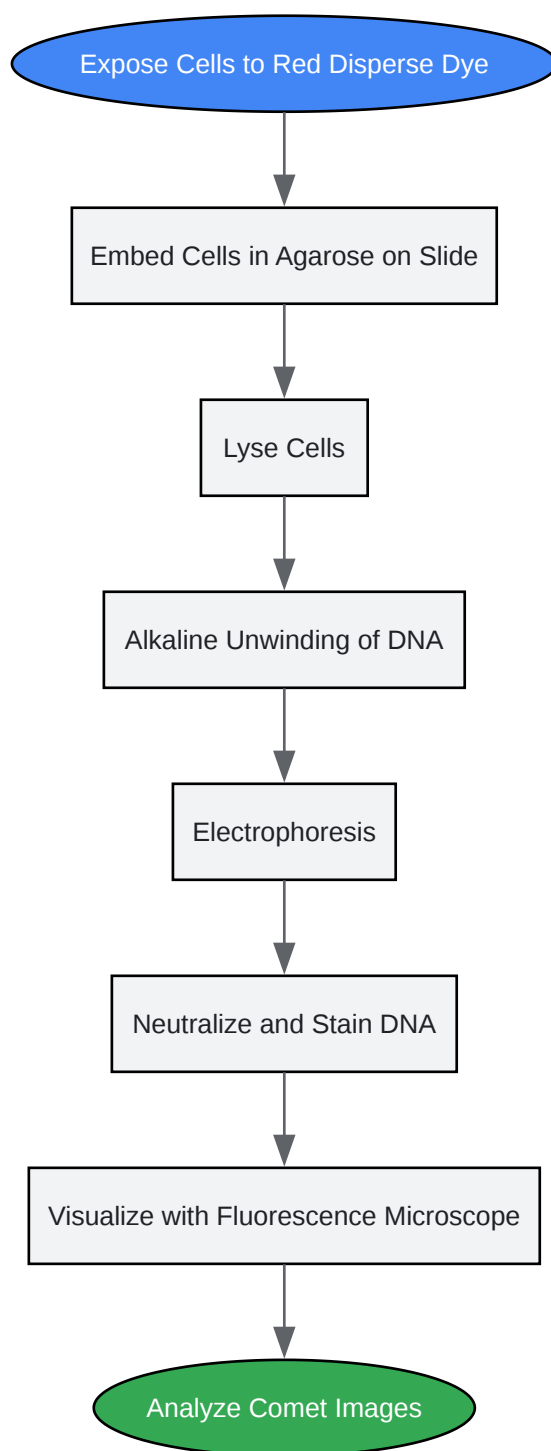 Expose Cells to Red Disperse Dye
Embed Cells in Agarose on Slide
Lyse Cells
Alkaline Unwinding of DNA
Electrophoresis
Neutralize and Stain DNA
Visualize with Fluorescence Microscope
Analyze Comet Images